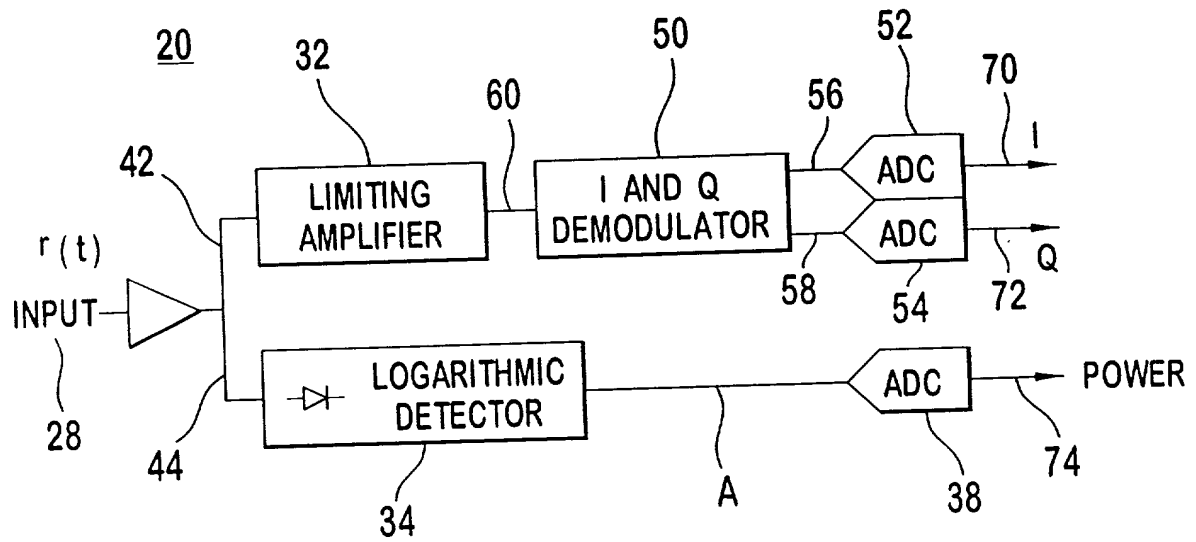 20
32
50
52
60
56
70
I
42
LIMITING
AMPLIFIER
I AND Q
DEMODULATOR
ADC
ADC
r(t)
58
54
72
Q
INPUT
28
44
LOGARITHMIC
DETECTOR
ADC
POWER
34
A
38
74